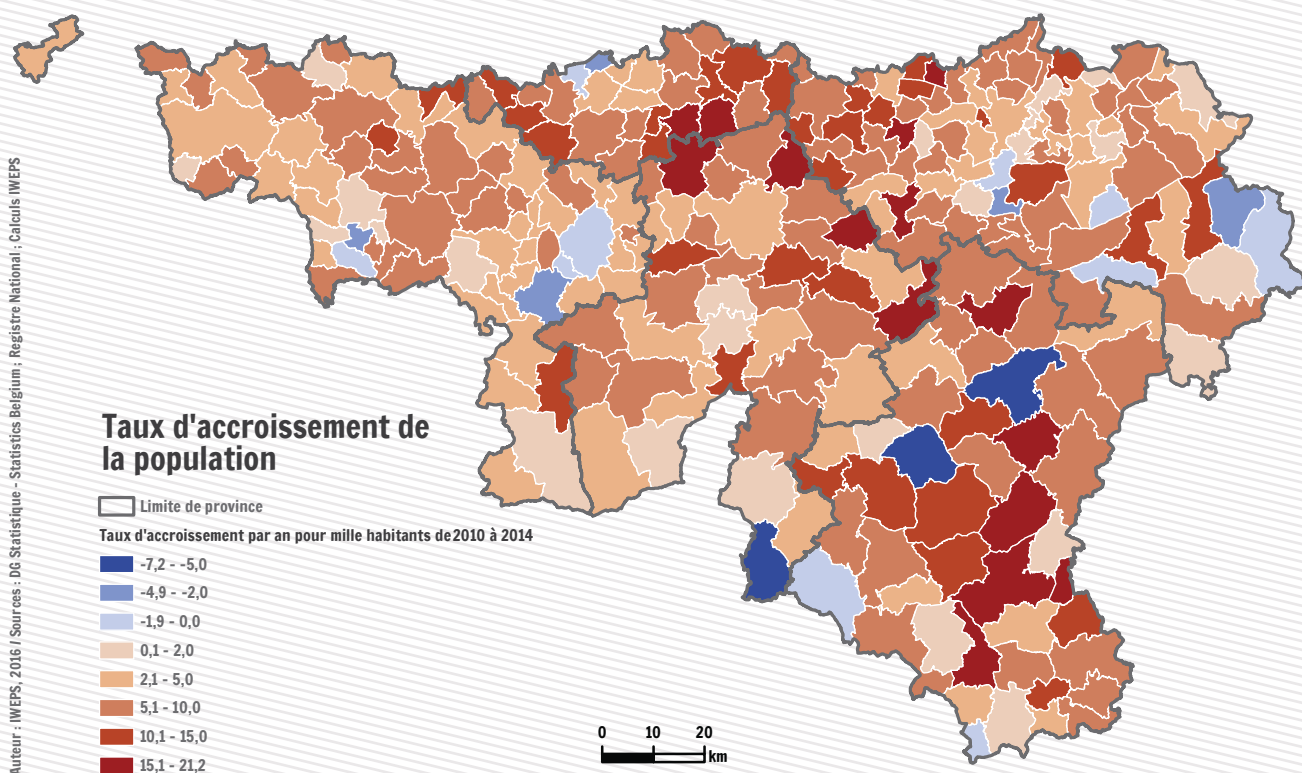 Taux d'accroissement de
la population
Limite de province
Taux d'accroissement par an pour mille habitants de2010 à 2014
-7,2 - -5,0
-4,9 - -2,0
-1,9 - 0,0
0,1 - 2,0
2,1 - 5,0
5,1 - 10,0
10,1 - 15,0
15,1 - 21,2
0 10 20
km
Auteur : IWEPS, 2016 / Sources : DG Statistique - Statistics Belgium ; Registre National ; Calculs IWEPS